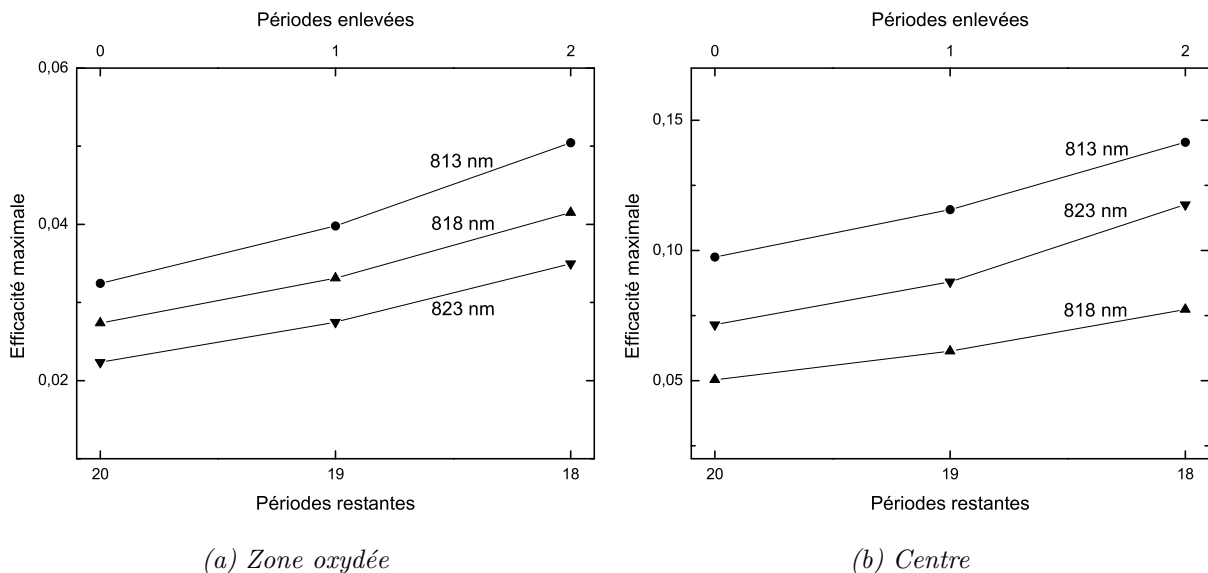 Périodes enlevées
0 1 2
0,06
0,04
0,02
Efficacité maximale
813 nm
818 nm
823 nm
20 19 18
Périodes restantes
(a) Zone oxydée
Périodes enlevées
0 1 2
0,15
0,10
0,05
Efficacité maximale
813 nm
823 nm
818 nm
20 19 18
Périodes restantes
(b) Centre